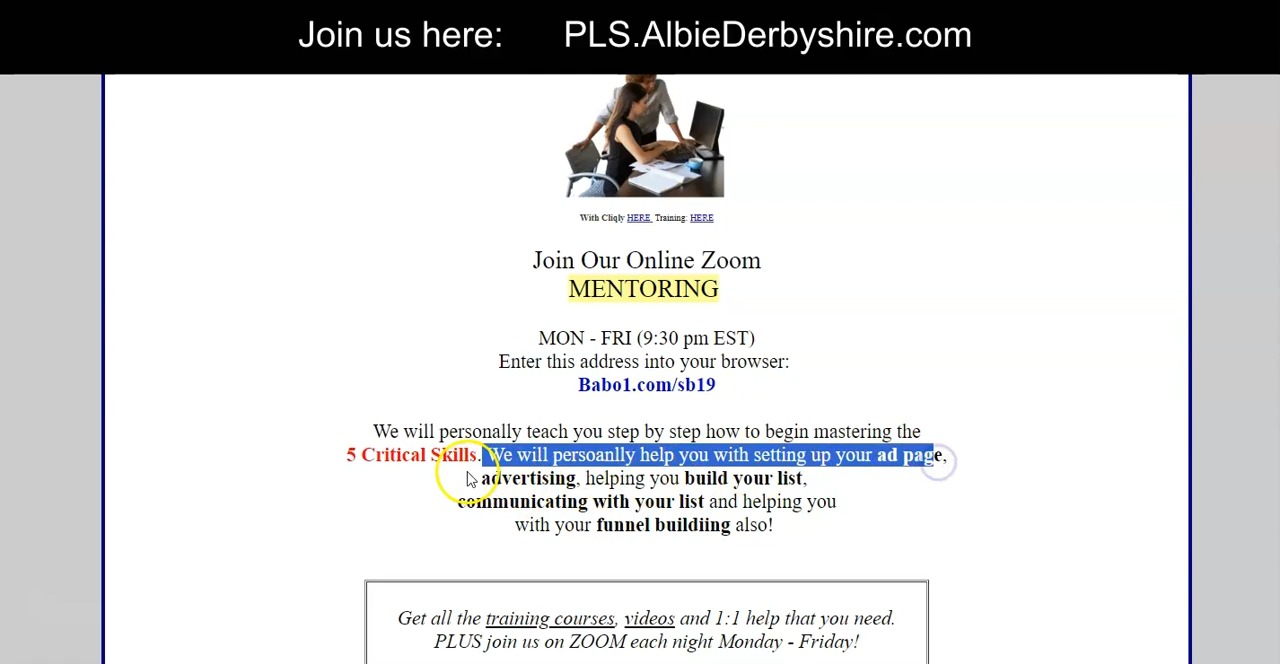 Join us here: PLS.AlbieDerbyshire.com
With Cliqly HERE Training: HERE
Join Our Online Zoom
MENTORING
MON - FRI (9:30 pm EST)
Enter this address into your browser:
Babo1.com/sb19
We will personally teach you step by step how to begin mastering the
5 Critical Skills. We will persoanlly help you with setting up your ad page,
advertising, helping you build your list,
communicating with your list and helping you
with your funnel buildiing also!
Get all the training courses, videos and 1:1 help that you need.
PLUS join us on ZOOM each night Monday - Friday!